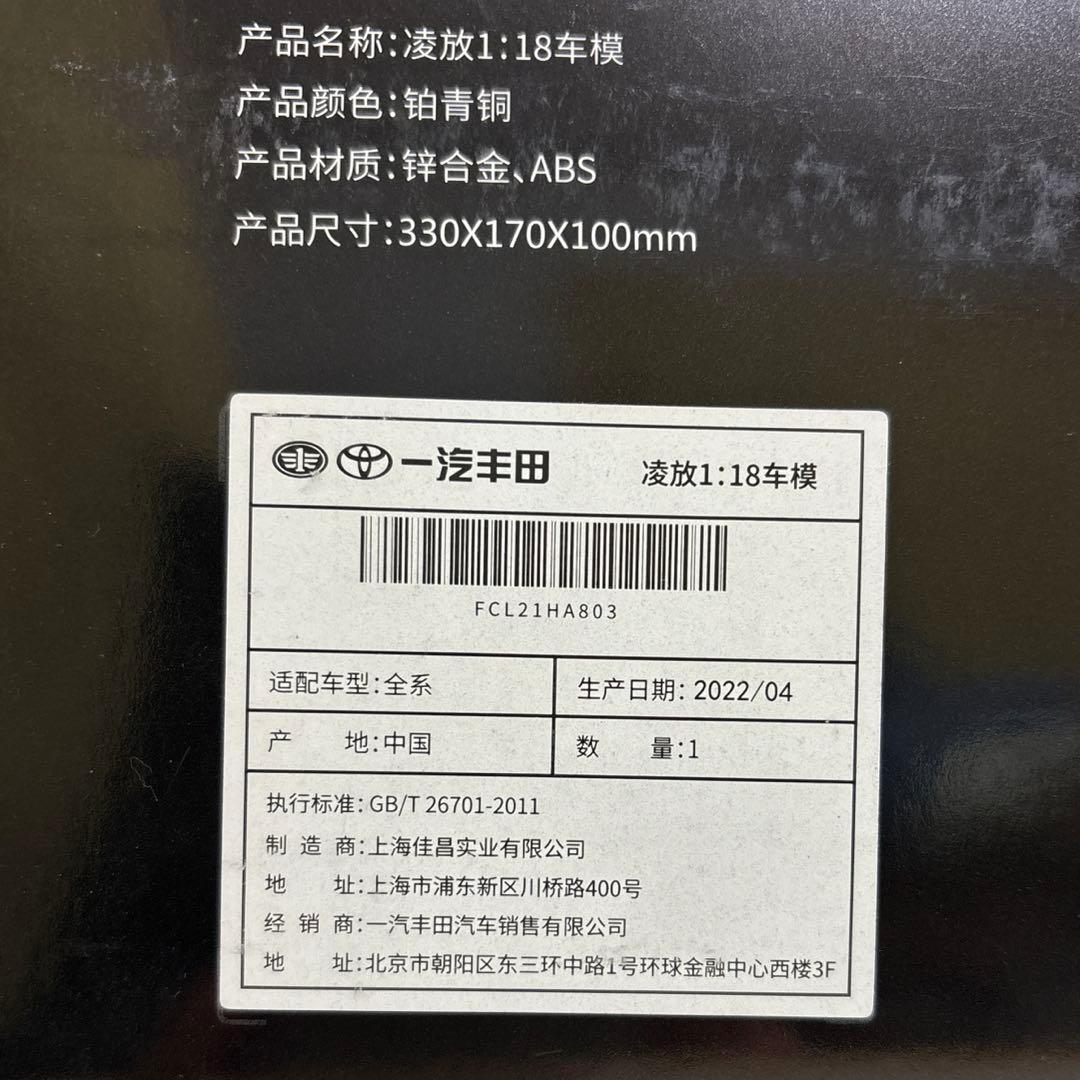 产品名称:凌放1:18车模
产品颜色:铂青铜
产品材质:锌合金、ABS
产品尺寸:330X170X100mm
一汽丰田 凌放1:18车模
FCL21HA803
适配车型:全系 生产日期: 2022/04
产 地:中国 数 量:1
执行标准: GB/T 26701-2011
制 造 商:上海佳昌实业有限公司
地 址:上海市浦东新区川桥路400号
经 销 商:一汽丰田汽车销售有限公司
地 址:北京市朝阳区东三环中路1号环球金融中心西楼3F